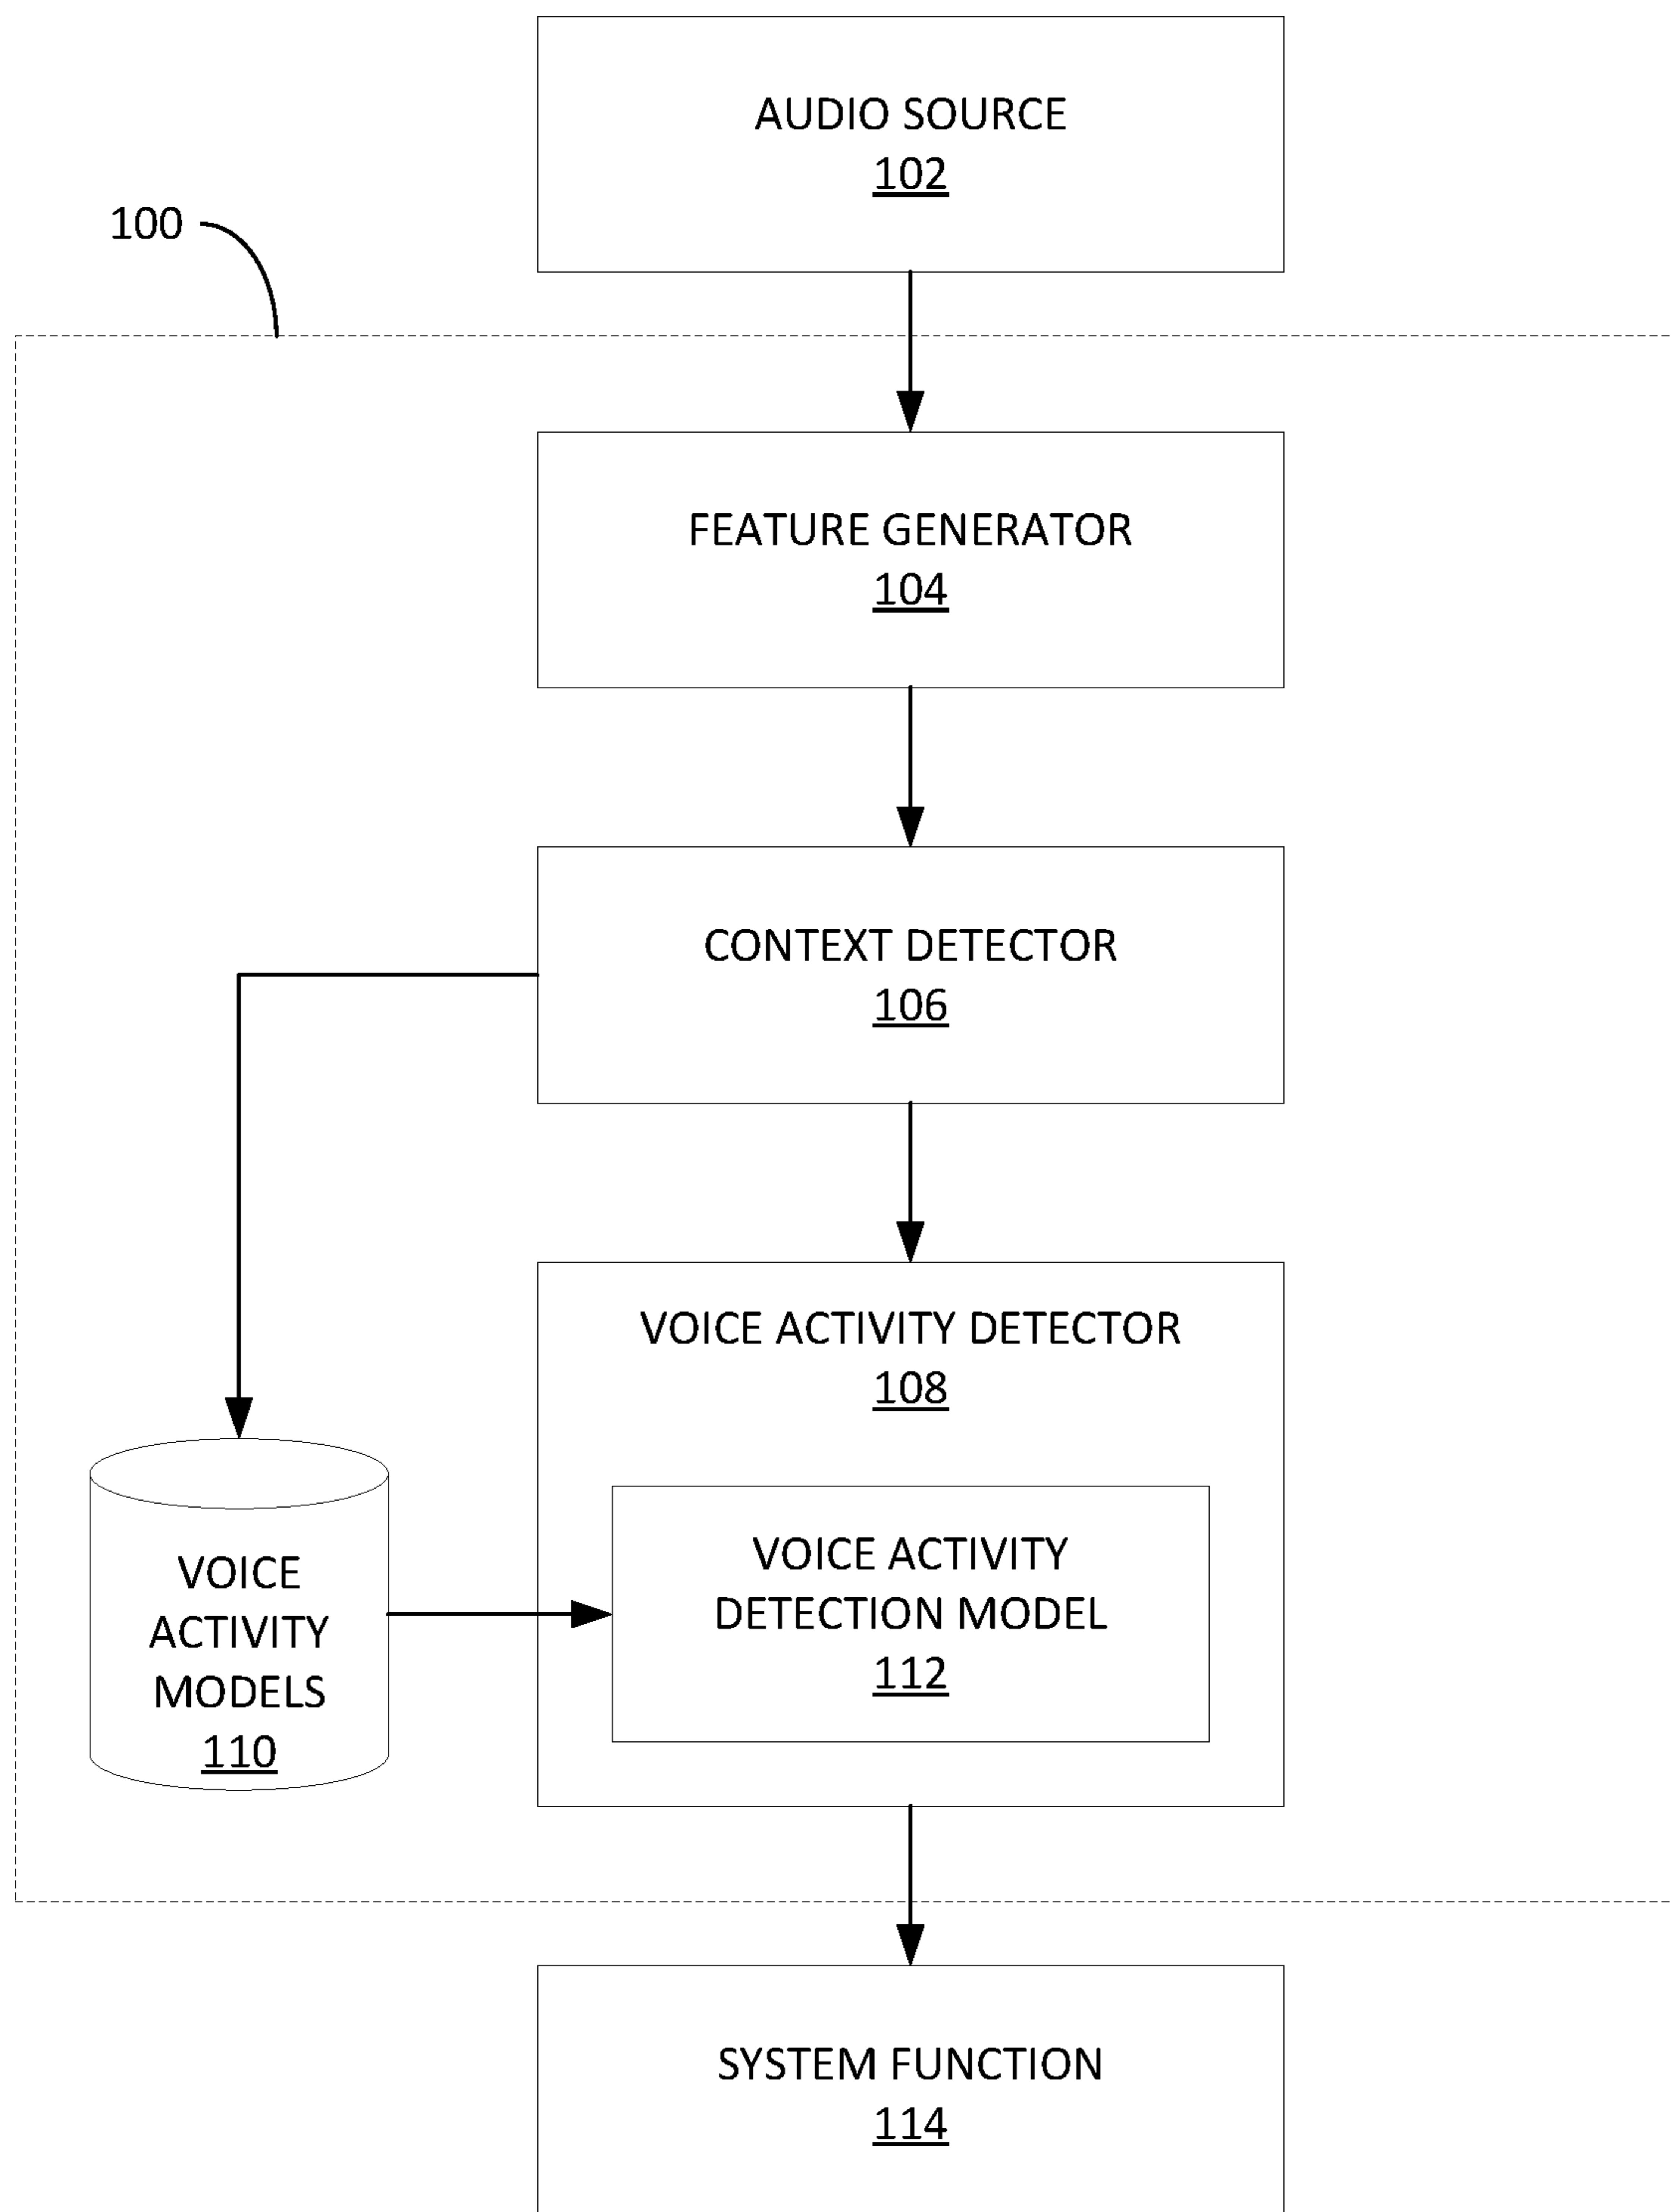 AUDIO SOURCE
102
100
FEATURE GENERATOR
104
CONTEXT DETECTOR
106
VOICE ACTIVITY DETECTOR
108
VOICE ACTIVITY
DETECTION MODEL
112
VOICE
ACTIVITY
MODELS
110
SYSTEM FUNCTION
114